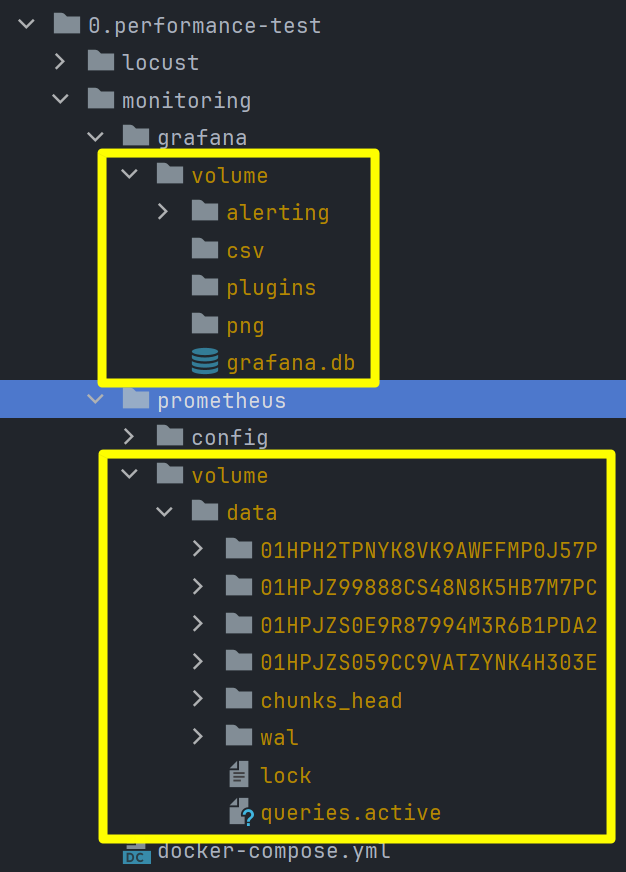 0.performance-test
locust
monitoring
grafana
volume
alerting
csv
plugins
png
grafana.db
prometheus
config
volume
data
01HPH2TPNYK8VK9AWFFMP0J57P
01HPJZ99888CS48N8K5HB7M7PC
01HPJZS0E9R87994M3R6B1PDA2
01HPJZS059CC9VATZYNK4H303E
chunks_head
wal
lock
?
queries.active
DC
docker-compose.yml